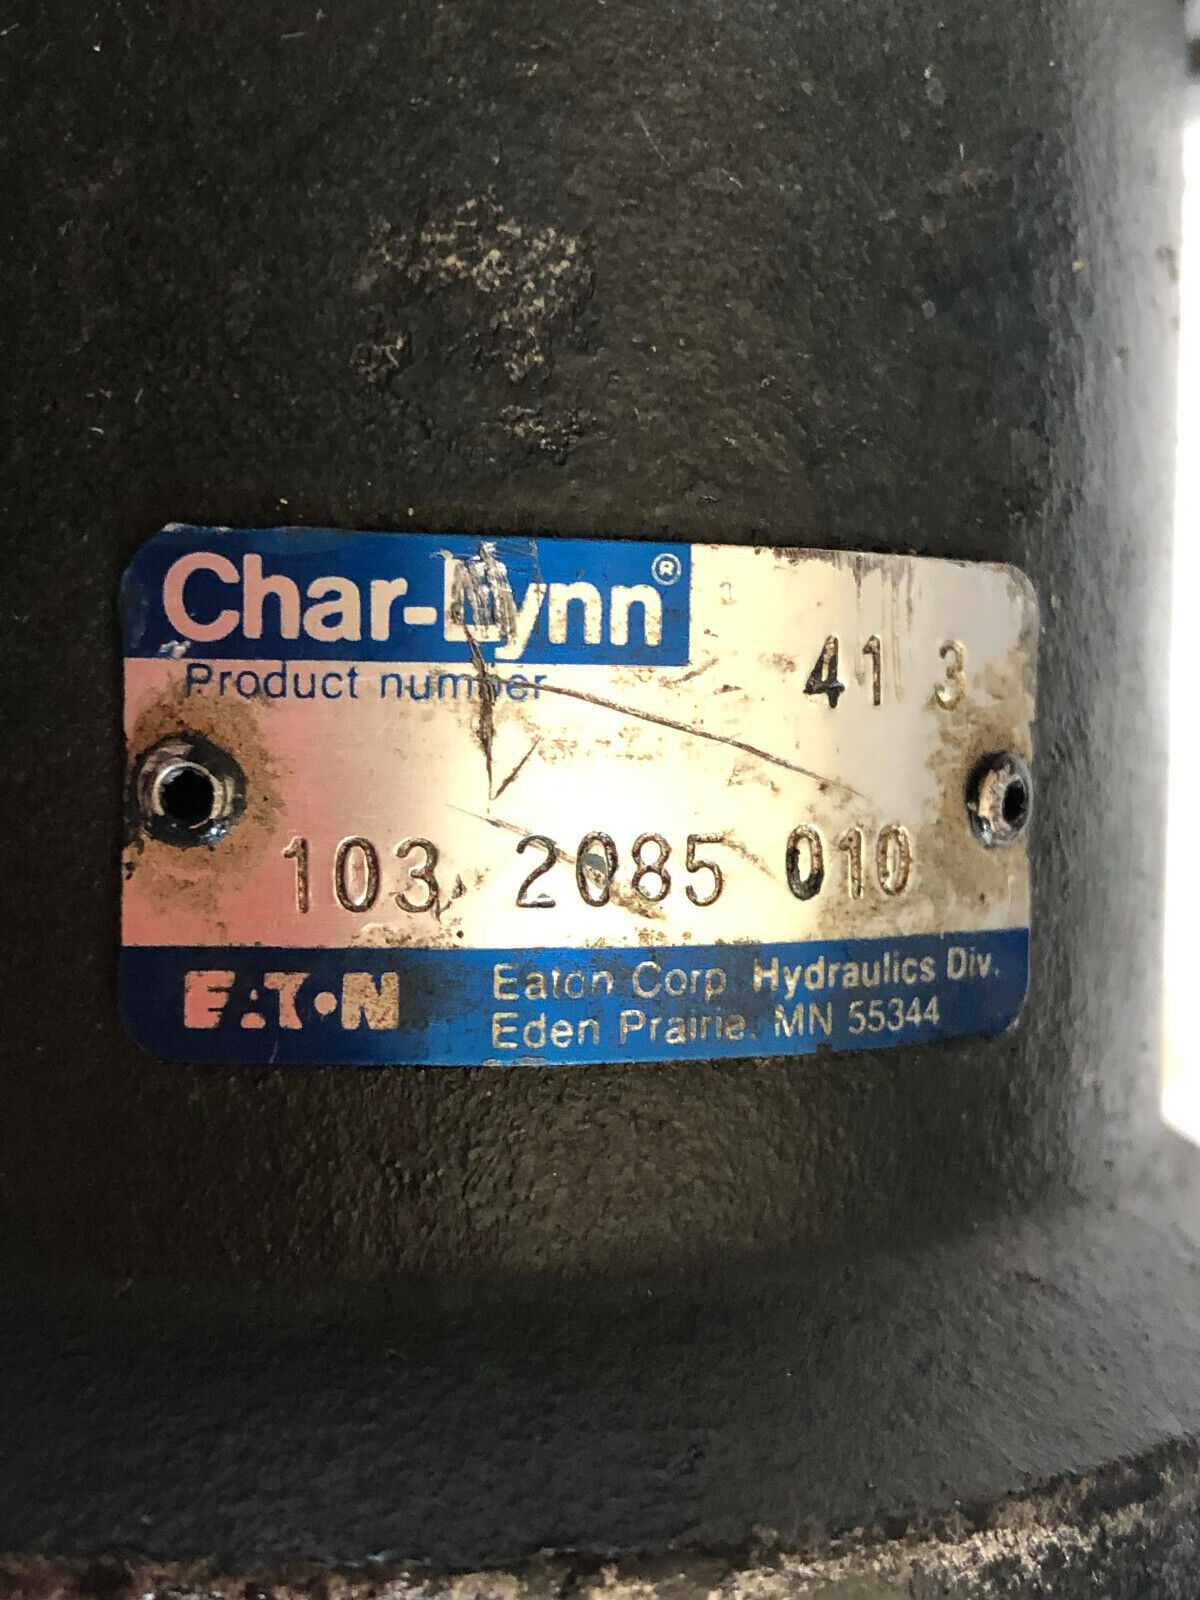 Char-Lynn®
Product number
41 3
103 2085 010
EATON
Eaton Corp. Hydraulics Div.
Eden Prairie, MN 55344